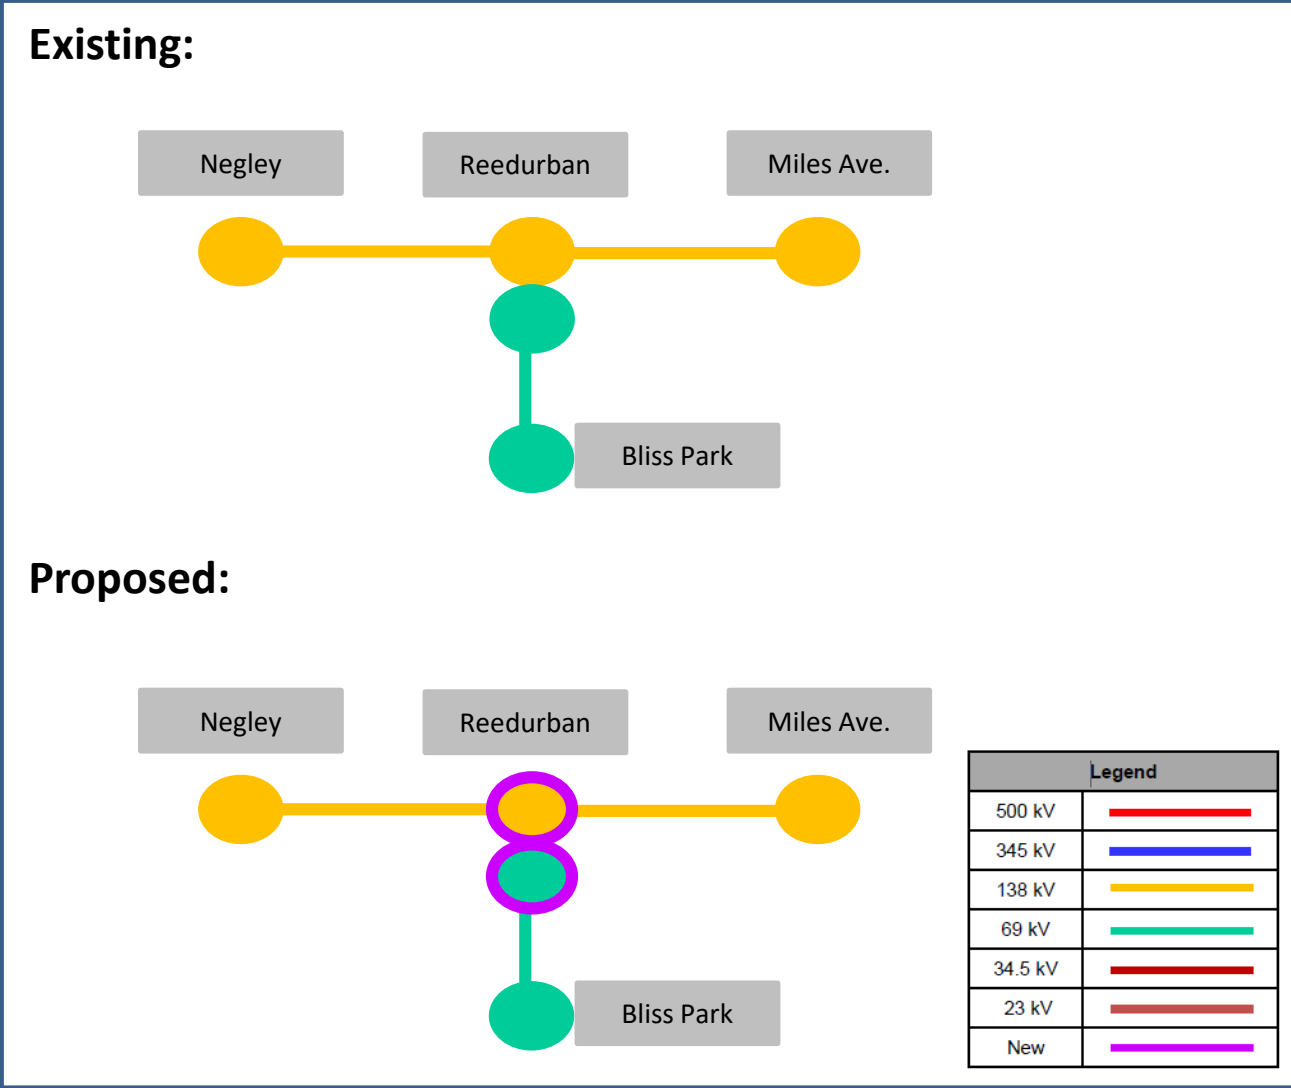 Existing:
Negley
Reedurban
Miles Ave.
Bliss Park
Proposed:
Negley
Reedurban
Miles Ave.
Bliss Park
Legend
500 kV
345 kV
138 kV
69 kV
34.5 kV
23 kV
New